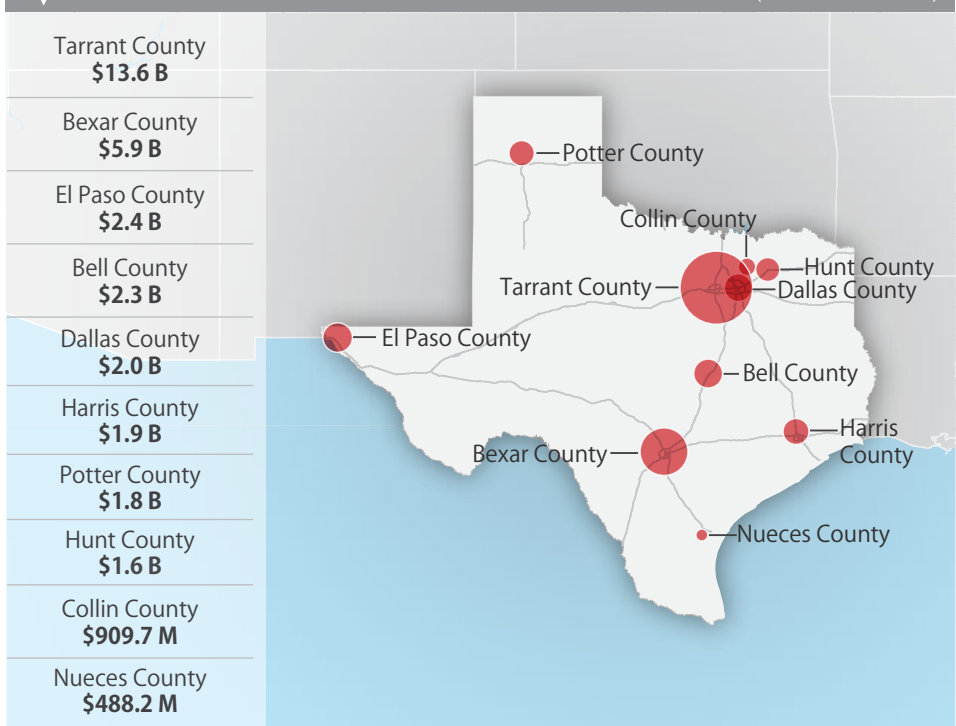 Tarrant County
$13.6 B
Bexar County
$5.9 B
El Paso County
$2.4 B
Bell County
$2.3 B
Dallas County
$2.0 B
Harris County
$1.9 B
Potter County
$1.8 B
Hunt County
$1.6 B
Collin County
$909.7 M
Nueces County
$488.2 M
Potter County
Collin County
Hunt County
Tarrant County
Dallas County
El Paso County
Bell County
Harris
County
Bexar County
Nueces County